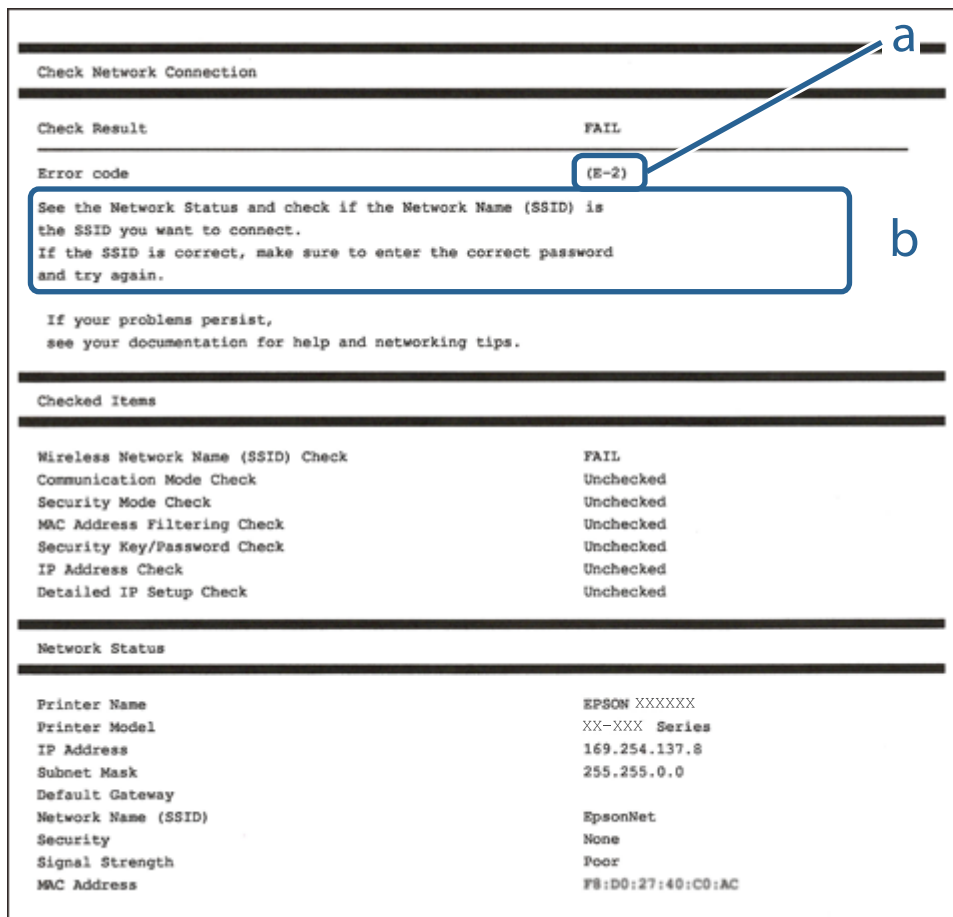 a
Check Network Connection
Check Result FAIL
Error code (E-2)
See the Network Status and check if the Network Name (SSID) is
the SSID you want to connect.
If the SSID is correct, make sure to enter the correct password
and try again.
b
If your problems persist,
see your documentation for help and networking tips.
Checked Items
Wireless Network Name (SSID) Check FAIL
Communication Mode Check Unchecked
Security Mode Check Unchecked
MAC Address Filtering Check Unchecked
Security Key/Password Check Unchecked
IP Address Check Unchecked
Detailed IP Setup Check Unchecked
Network Status
Printer Name EPSON XXXXXX
Printer Model XX-XXX Series
IP Address 169.254.137.8
Subnet Mask 255.255.0.0
Default Gateway
Network Name (SSID) EpsonNet
Security None
Signal Strength Poor
MAC Address F8:D0:27:40:C0:AC